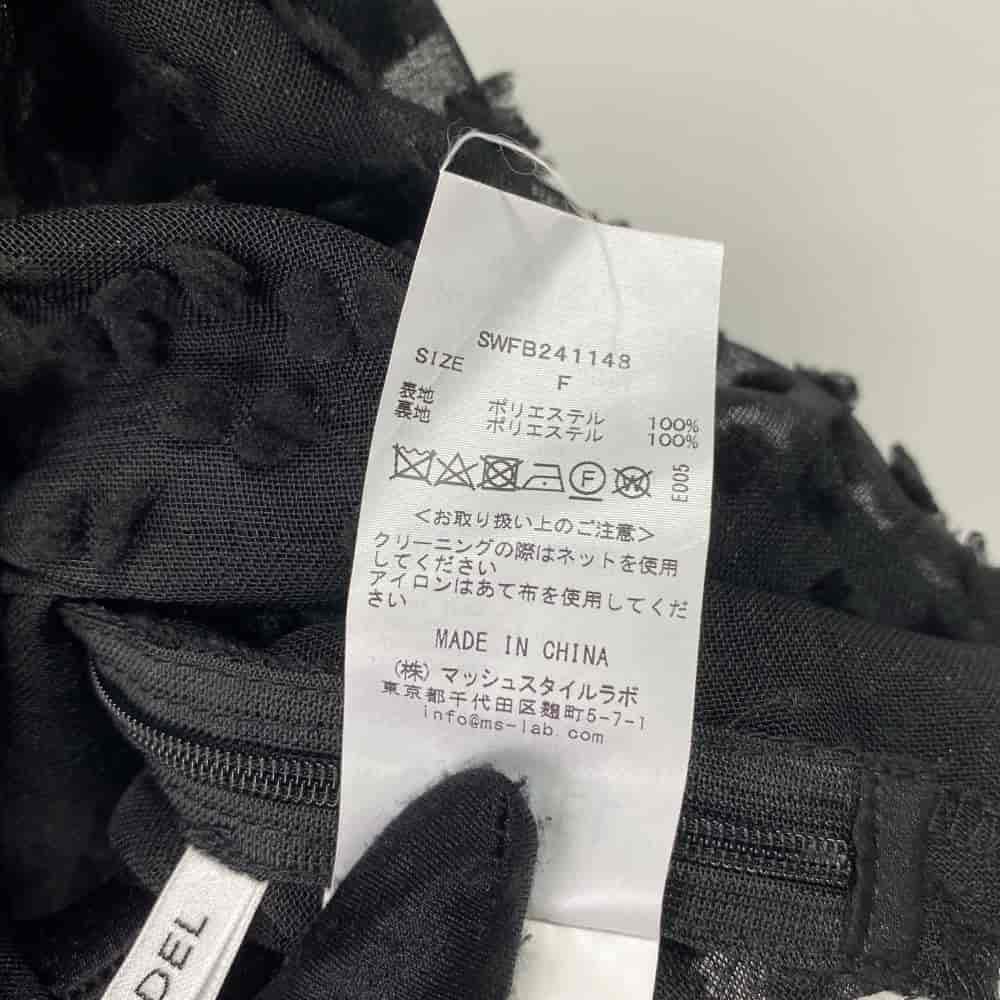 SWFB241148
SIZE
F
表地 ポリエステル 100%
裏地 ポリエステル 100%
F W
E005
<お取り扱い上のご注意>
クリーニングの際はネットを使用
してください
アイロンはあて布を使用してくだ
さい
MADE IN CHINA
(株) マッシュスタイルラボ
東京都千代田区麹町5-7-1
info@ms-lab.com
DEL